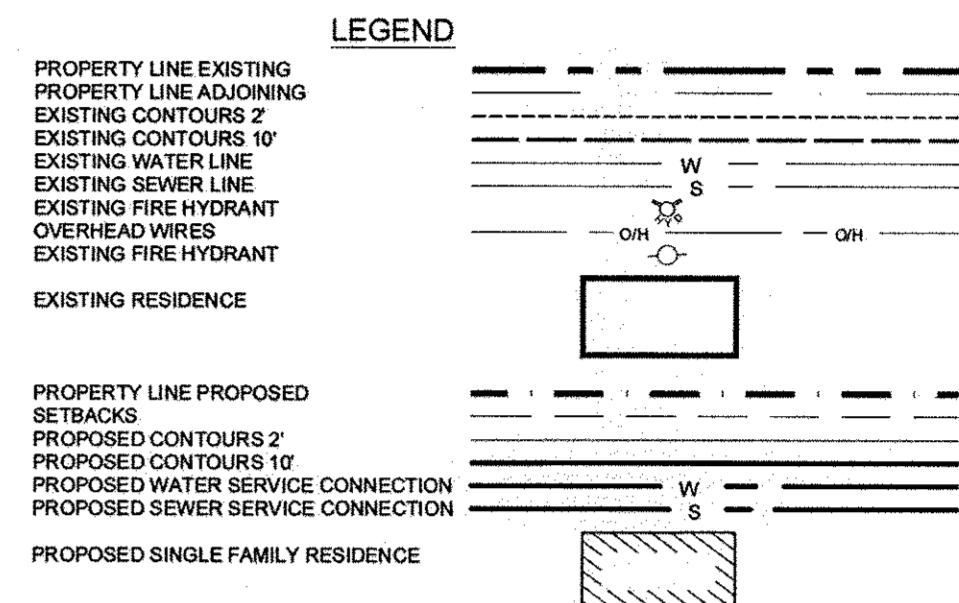 LEGEND
PROPERTY LINE EXISTING
PROPERTY LINE ADJOINING
EXISTING CONTOURS 2'
EXISTING CONTOURS 10'
EXISTING WATER LINE W
EXISTING SEWER LINE S
EXISTING FIRE HYDRANT
OVERHEAD WIRES O/H O/H
EXISTING FIRE HYDRANT
EXISTING RESIDENCE
PROPERTY LINE PROPOSED
SETBACKS
PROPOSED CONTOURS 2'
PROPOSED CONTOURS 10'
PROPOSED WATER SERVICE CONNECTION W
PROPOSED SEWER SERVICE CONNECTION S
PROPOSED SINGLE FAMILY RESIDENCE